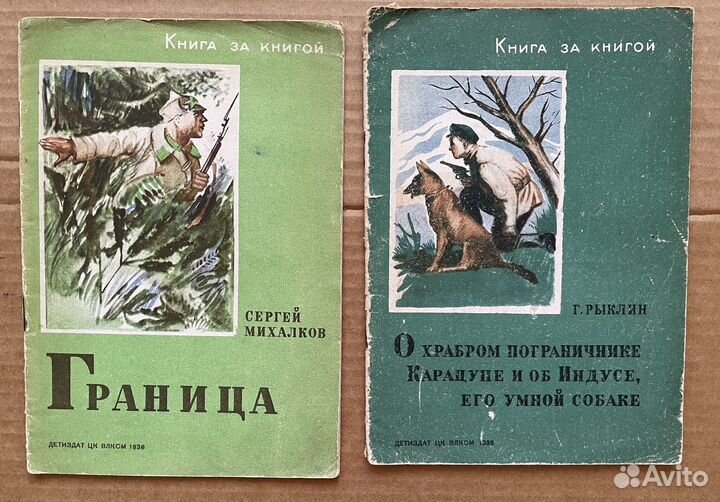 Книга за книгой
СЕРГЕЙ
МИХАЛКОВ
ГРАНИЦА
ДЕТИЗДАТ ЦК ВЛКСМ 1938
Книга за книгой
Г. РЫКЛИН
О ХРАБРОМ ПОГРАНИЧНИКЕ
КАРАЦУПЕ И ОБ ИНДУСЕ,
ЕГО УМНОЙ СОБАКЕ
ДЕТИЗДАТ ЦК ВЛКСМ 1938
Avito